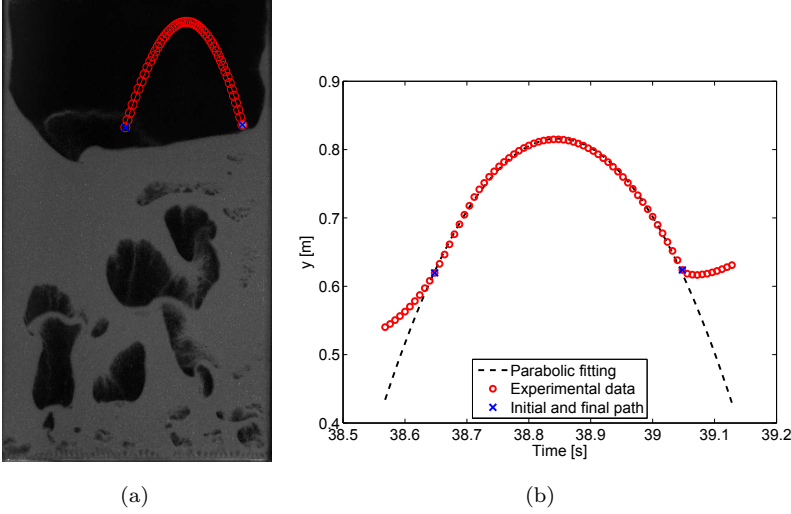 0.9
0.8
0.7
0.6
0.5
0.4
y [m]
38.5 38.6 38.7 38.8 38.9 39 39.1 39.2
Time [s]
Parabolic fitting
Experimental data
Initial and final path
(a) (b)